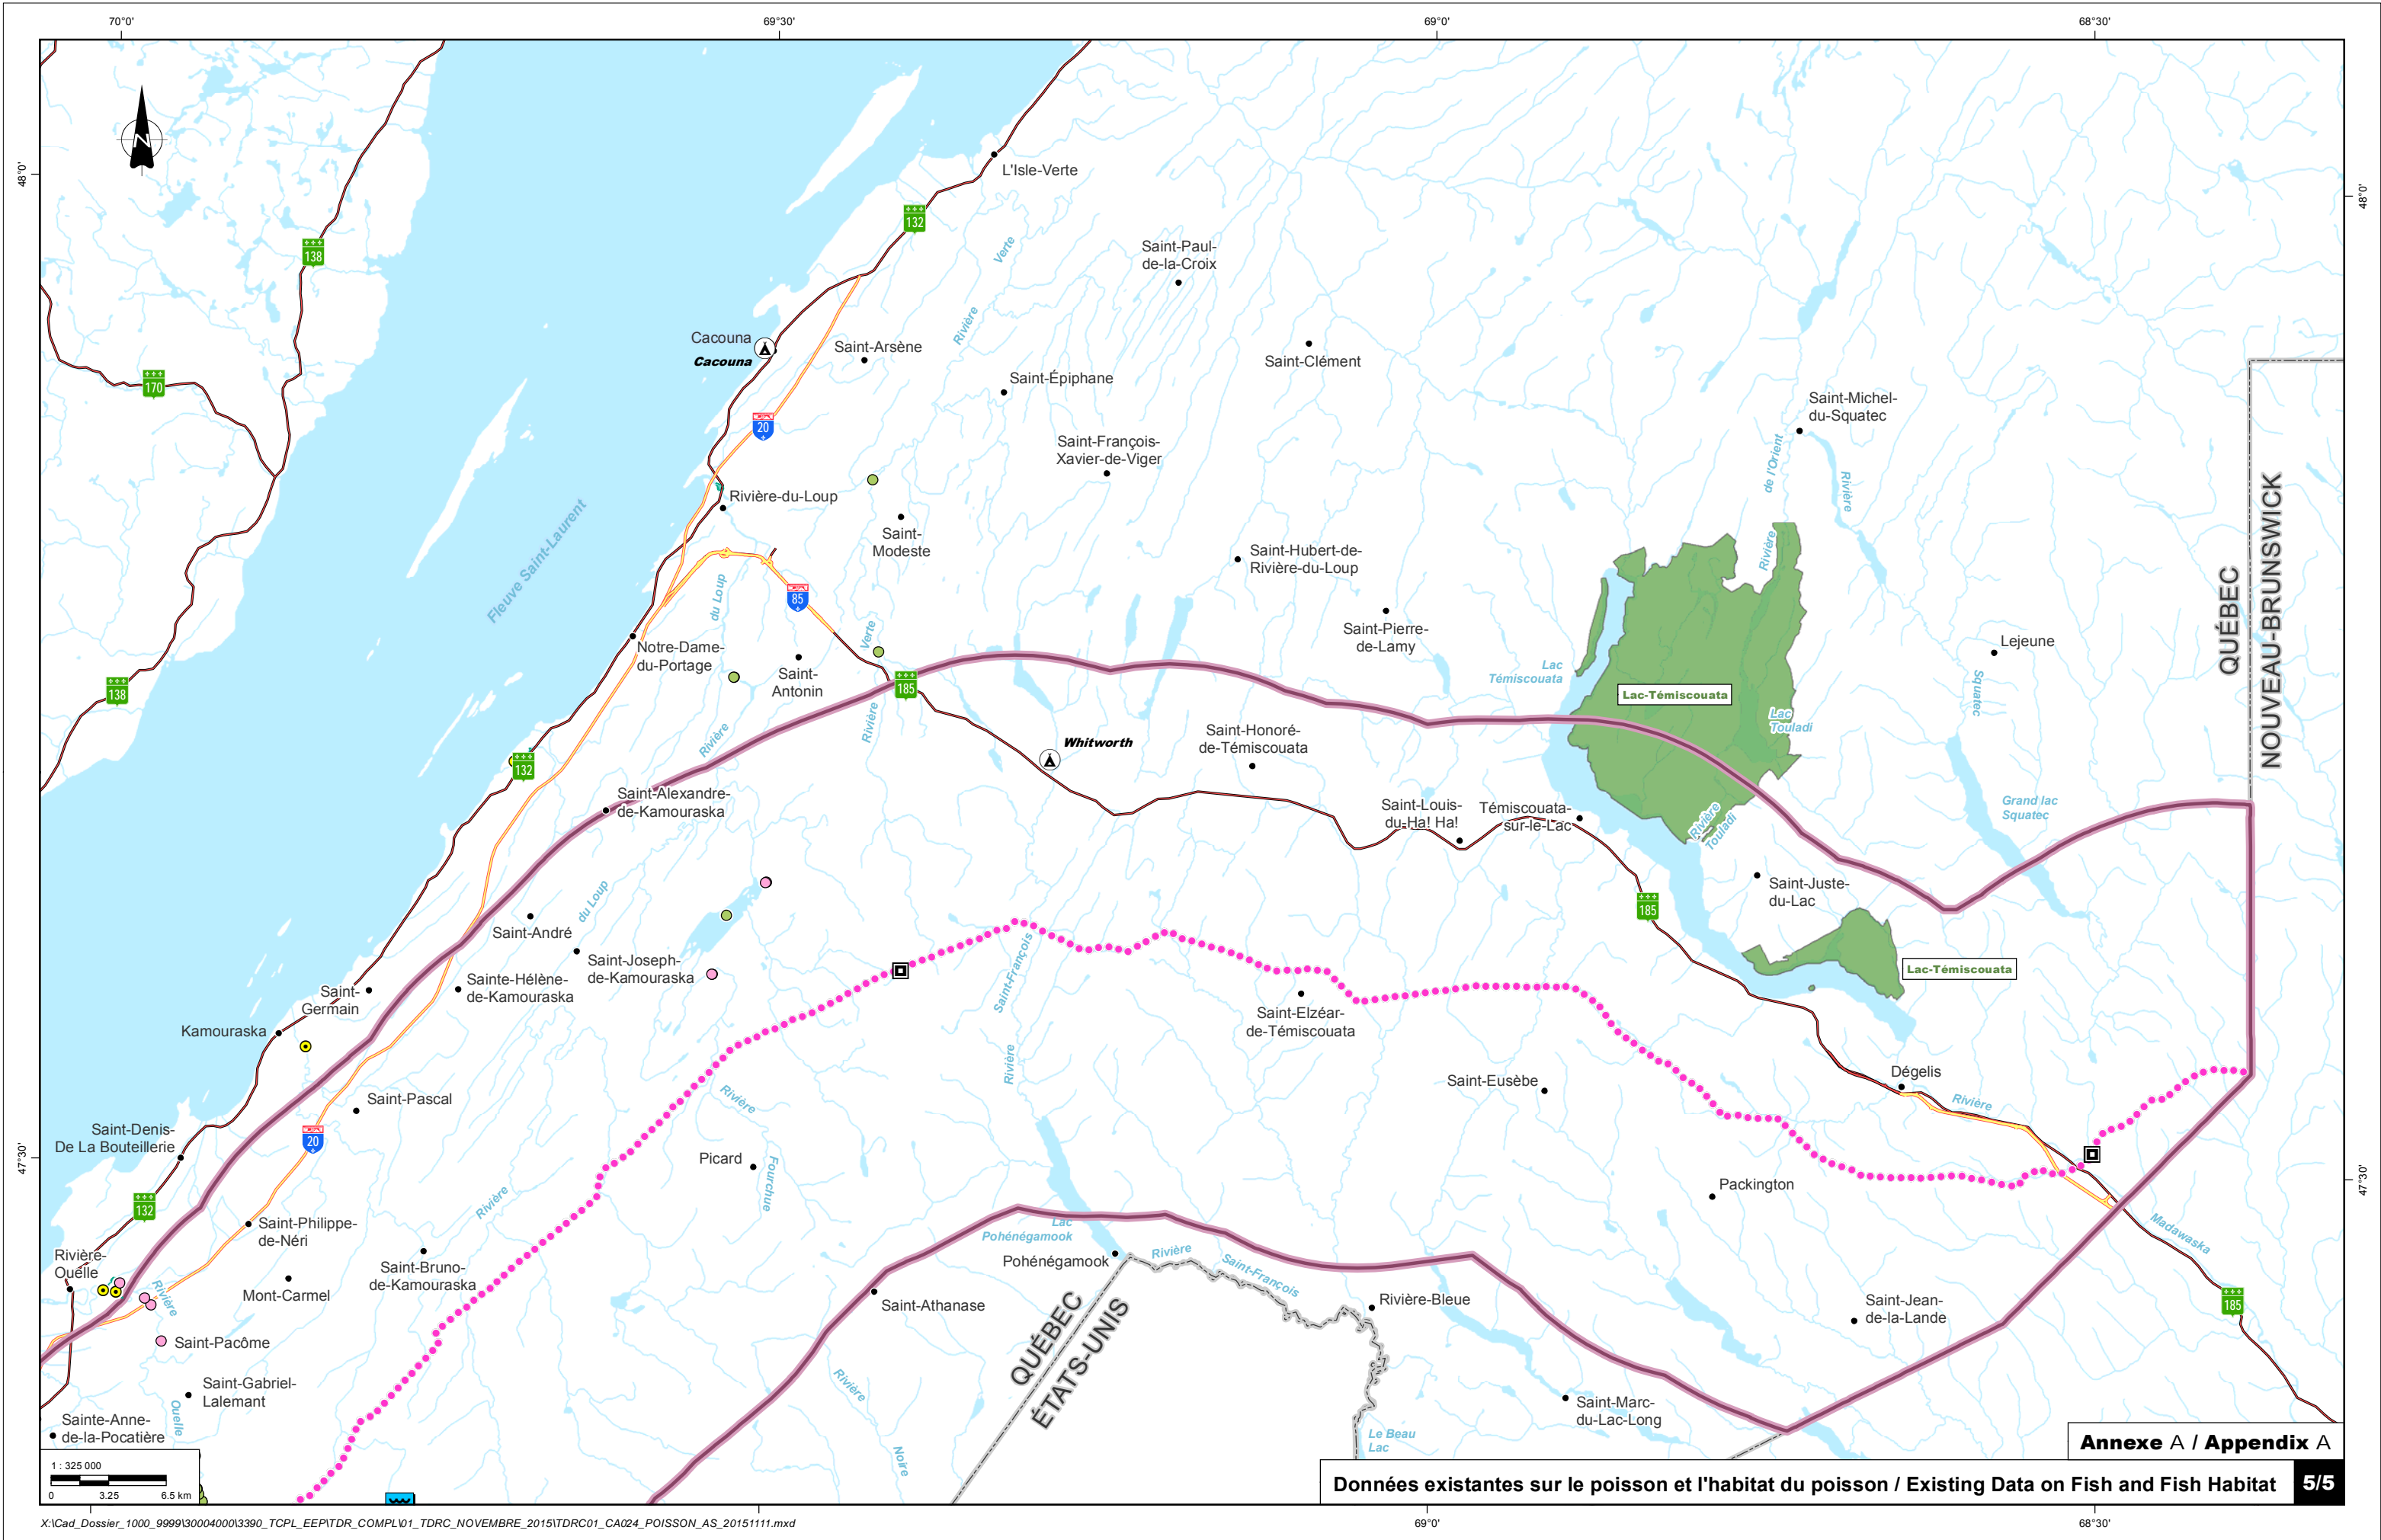 70°0'
69°30'
69°0'
68°30'
48°0'
48°0'
N
138
132
L'Isle-Verte
Verte
Rivière
Saint-Paul-
de-la-Croix
170
Cacouna
Cacouna
Saint-Arsène
Saint-Épiphane
Saint-Clément
20
Saint-François-
Xavier-de-Viger
Saint-Michel-
du-Squatec
de l'Orient
Rivière
Rivière
Fleuve Saint-Laurent
Rivière-du-Loup
Saint-
Modeste
Saint-Hubert-de-
Rivière-du-Loup
QUÉBEC
NOUVEAU-BRUNSWICK
du Loup
85
Verte
Notre-Dame-
du-Portage
Saint-
Antonin
Saint-Pierre-
de-Lamy
Lac
Témiscouata
Lac-Témiscouata
Lejeune
Squatec
138
185
Rivière
Rivière
Lac
Touladi
132
Whitworth
Saint-Honoré-
de-Témiscouata
Saint-Alexandre-
de-Kamouraska
Saint-Louis-
du-Ha! Ha!
Témiscouata-
sur-le-Lac
Rivière
Touladi
Grand lac
Squatec
Saint-André
du Loup
Saint-Joseph-
de-Kamouraska
185
Saint-Juste-
du-Lac
Lac-Témiscouata
Saint-
Germain
Sainte-Hélène-
de-Kamouraska
Saint-François
Rivière
Saint-Elzéar-
de-Témiscouata
Kamouraska
Saint-Pascal
Rivière
Saint-Eusèbe
Dégelis
Rivière
Saint-Denis-
De La Bouteillerie
20
Picard
Fourchue
Packington
47°30'
47°30'
132
Rivière
Saint-Philippe-
de-Néri
Lac
Pohénégamook
Pohénégamook
Rivière
Saint-François
Madawaska
Rivière-
Ouelle
Rivière
Saint-Bruno-
de-Kamouraska
Mont-Carmel
Saint-Athanase
QUÉBEC
ÉTATS-UNIS
Rivière-Bleue
Saint-Jean-
de-la-Lande
185
Saint-Pacôme
Saint-Gabriel-
Lalemant
Ouelle
Rivière
Noire
Saint-Marc-
du-Lac-Long
Le Beau
Lac
Sainte-Anne-
de-la-Pocatière
1 : 325 000
0 3.25 6.5 km
Annexe A / Appendix A
Données existantes sur le poisson et l'habitat du poisson / Existing Data on Fish and Fish Habitat 5/5
X:\Cad_Dossier_1000_9999\30004000\3390_TCPL_EEP\TDR_COMPL\01_TDRC_NOVEMBRE_2015\TDRC01_CA024_POISSON_AS_20151111.mxd
69°0'
68°30'